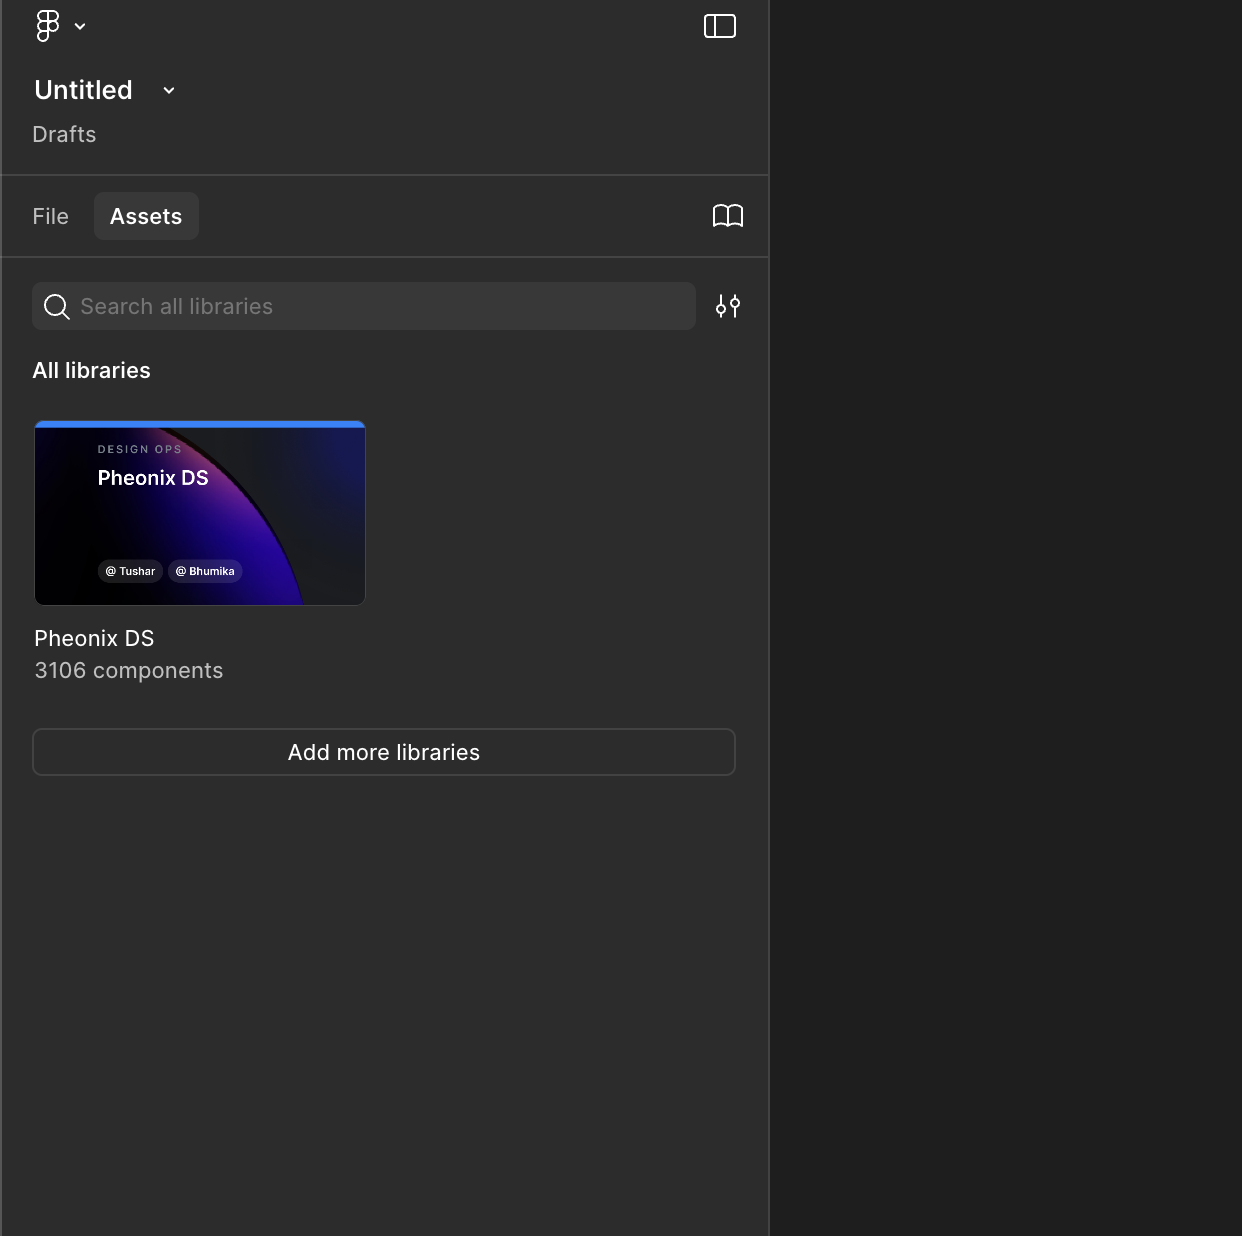 Untitled
Drafts
File
Assets
Search all libraries
All libraries
DESIGN OPS
Pheonix DS
@ Tushar
@ Bhumika
Pheonix DS
3106 components
Add more libraries